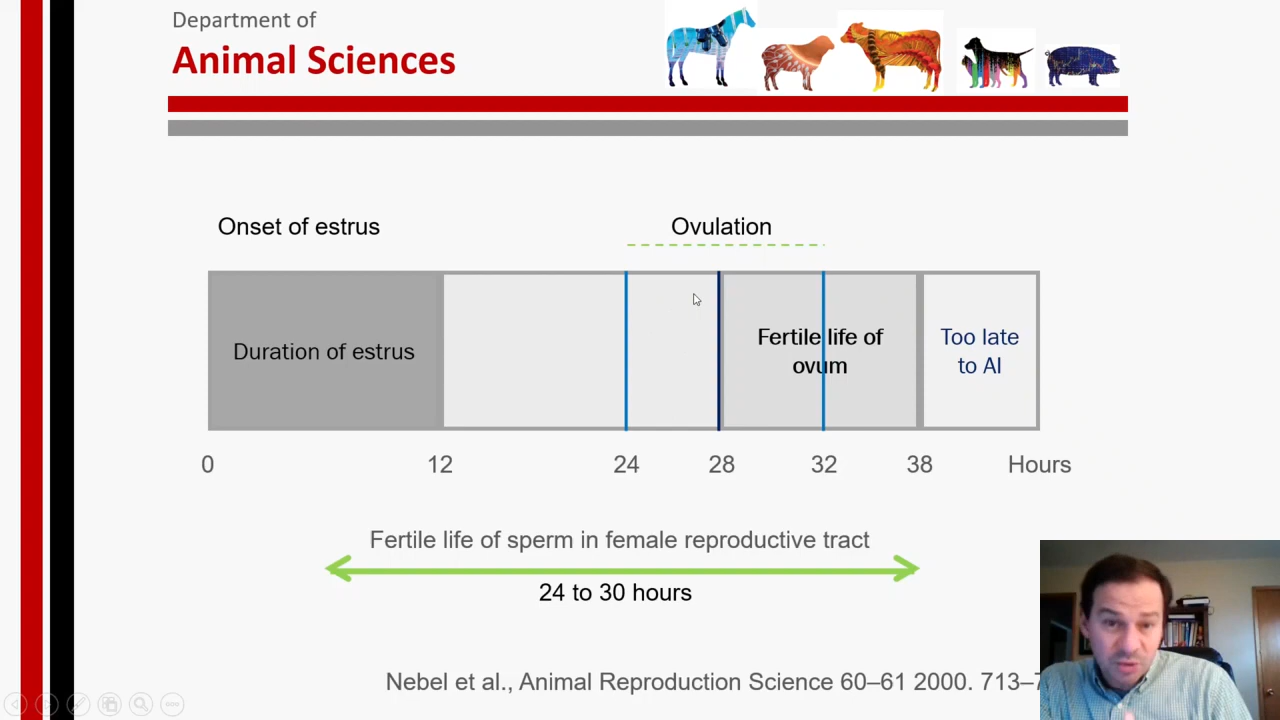 Department of
Animal Sciences
Onset of estrus
Ovulation
Duration of estrus
Fertile life of
ovum
Too late
to AI
0 12 24 28 32 38 Hours
Fertile life of sperm in female reproductive tract
24 to 30 hours
Nebel et al., Animal Reproduction Science 60–61 2000. 713–